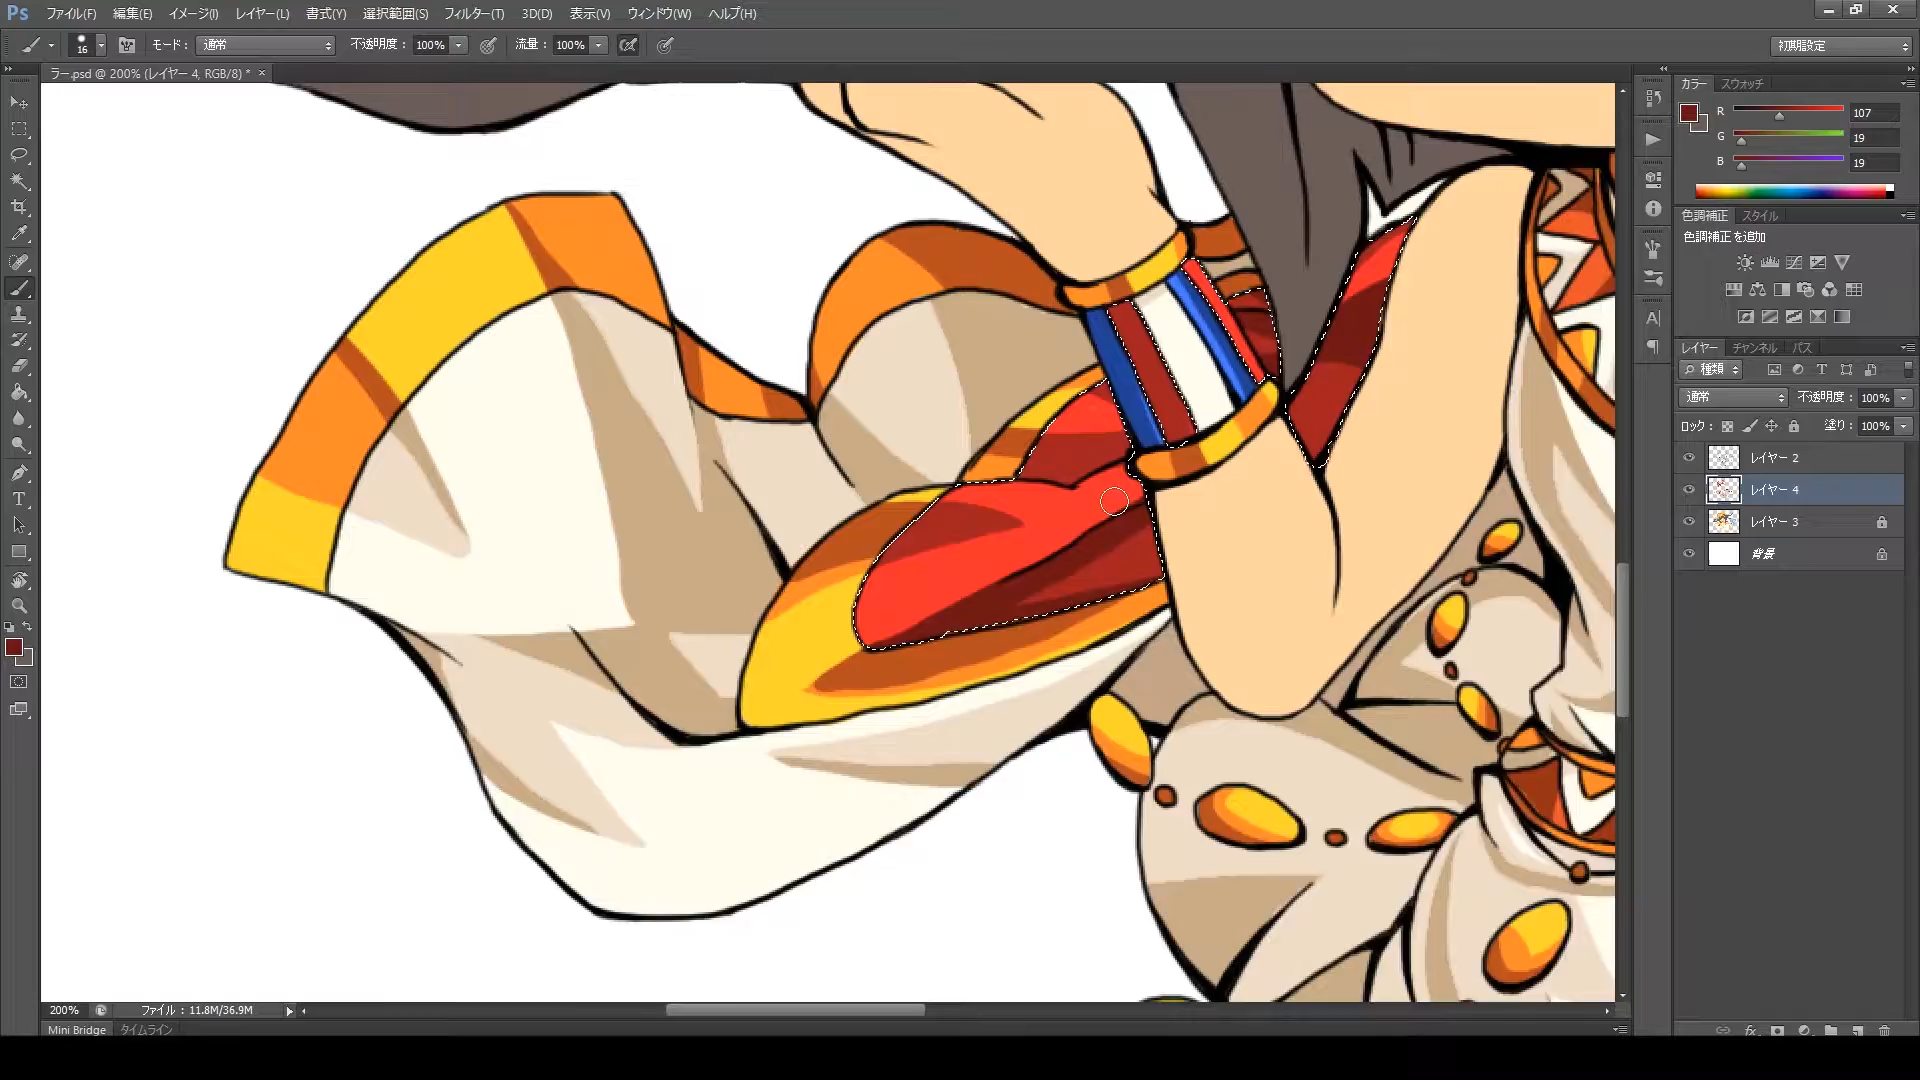 Ps ファイル(F) 編集(E) イメージ(I) レイヤー(L) 書式(Y) 選択範囲(S) フィルター(T) 3D(D) 表示(V) ウィンドウ(W) ヘルプ(H)
16 モード： 通常 不透明度： 100% 流量： 100% 初期設定
ラー.psd @ 200% (レイヤー 4, RGB/8) * ×
カラー スウォッチ
R 107
G 19
B 19
色調補正 スタイル
色調補正を追加
レイヤー チャンネル パス
種類
通常 不透明度： 100%
ロック： 塗り： 100%
レイヤー 2
レイヤー 4
レイヤー 3
背景
200% ファイル：11.8M/36.9M
Mini Bridge タイムライン